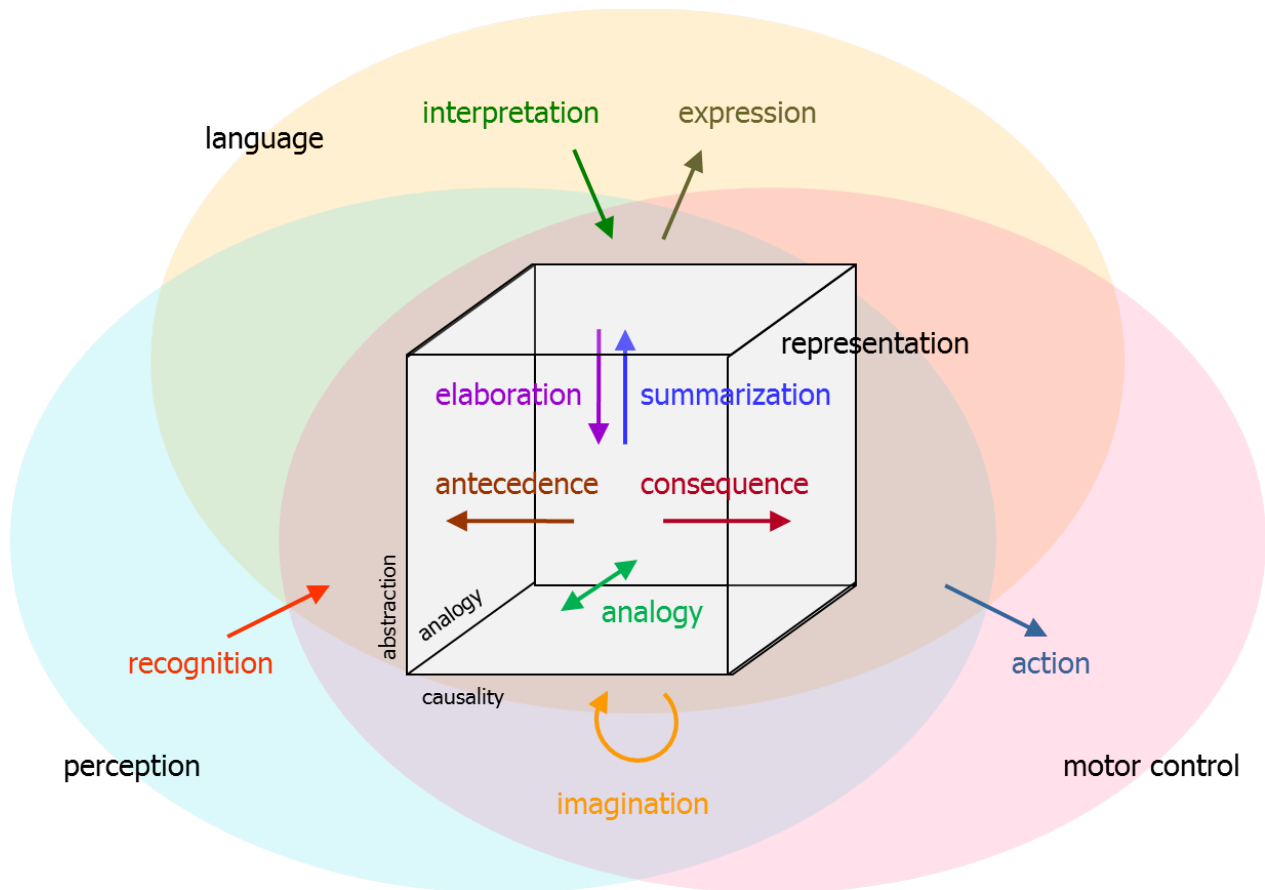 interpretation
expression
language
representation
elaboration
summarization
antecedence
consequence
abstraction
analogy
analogy
recognition
action
causality
perception
motor control
imagination